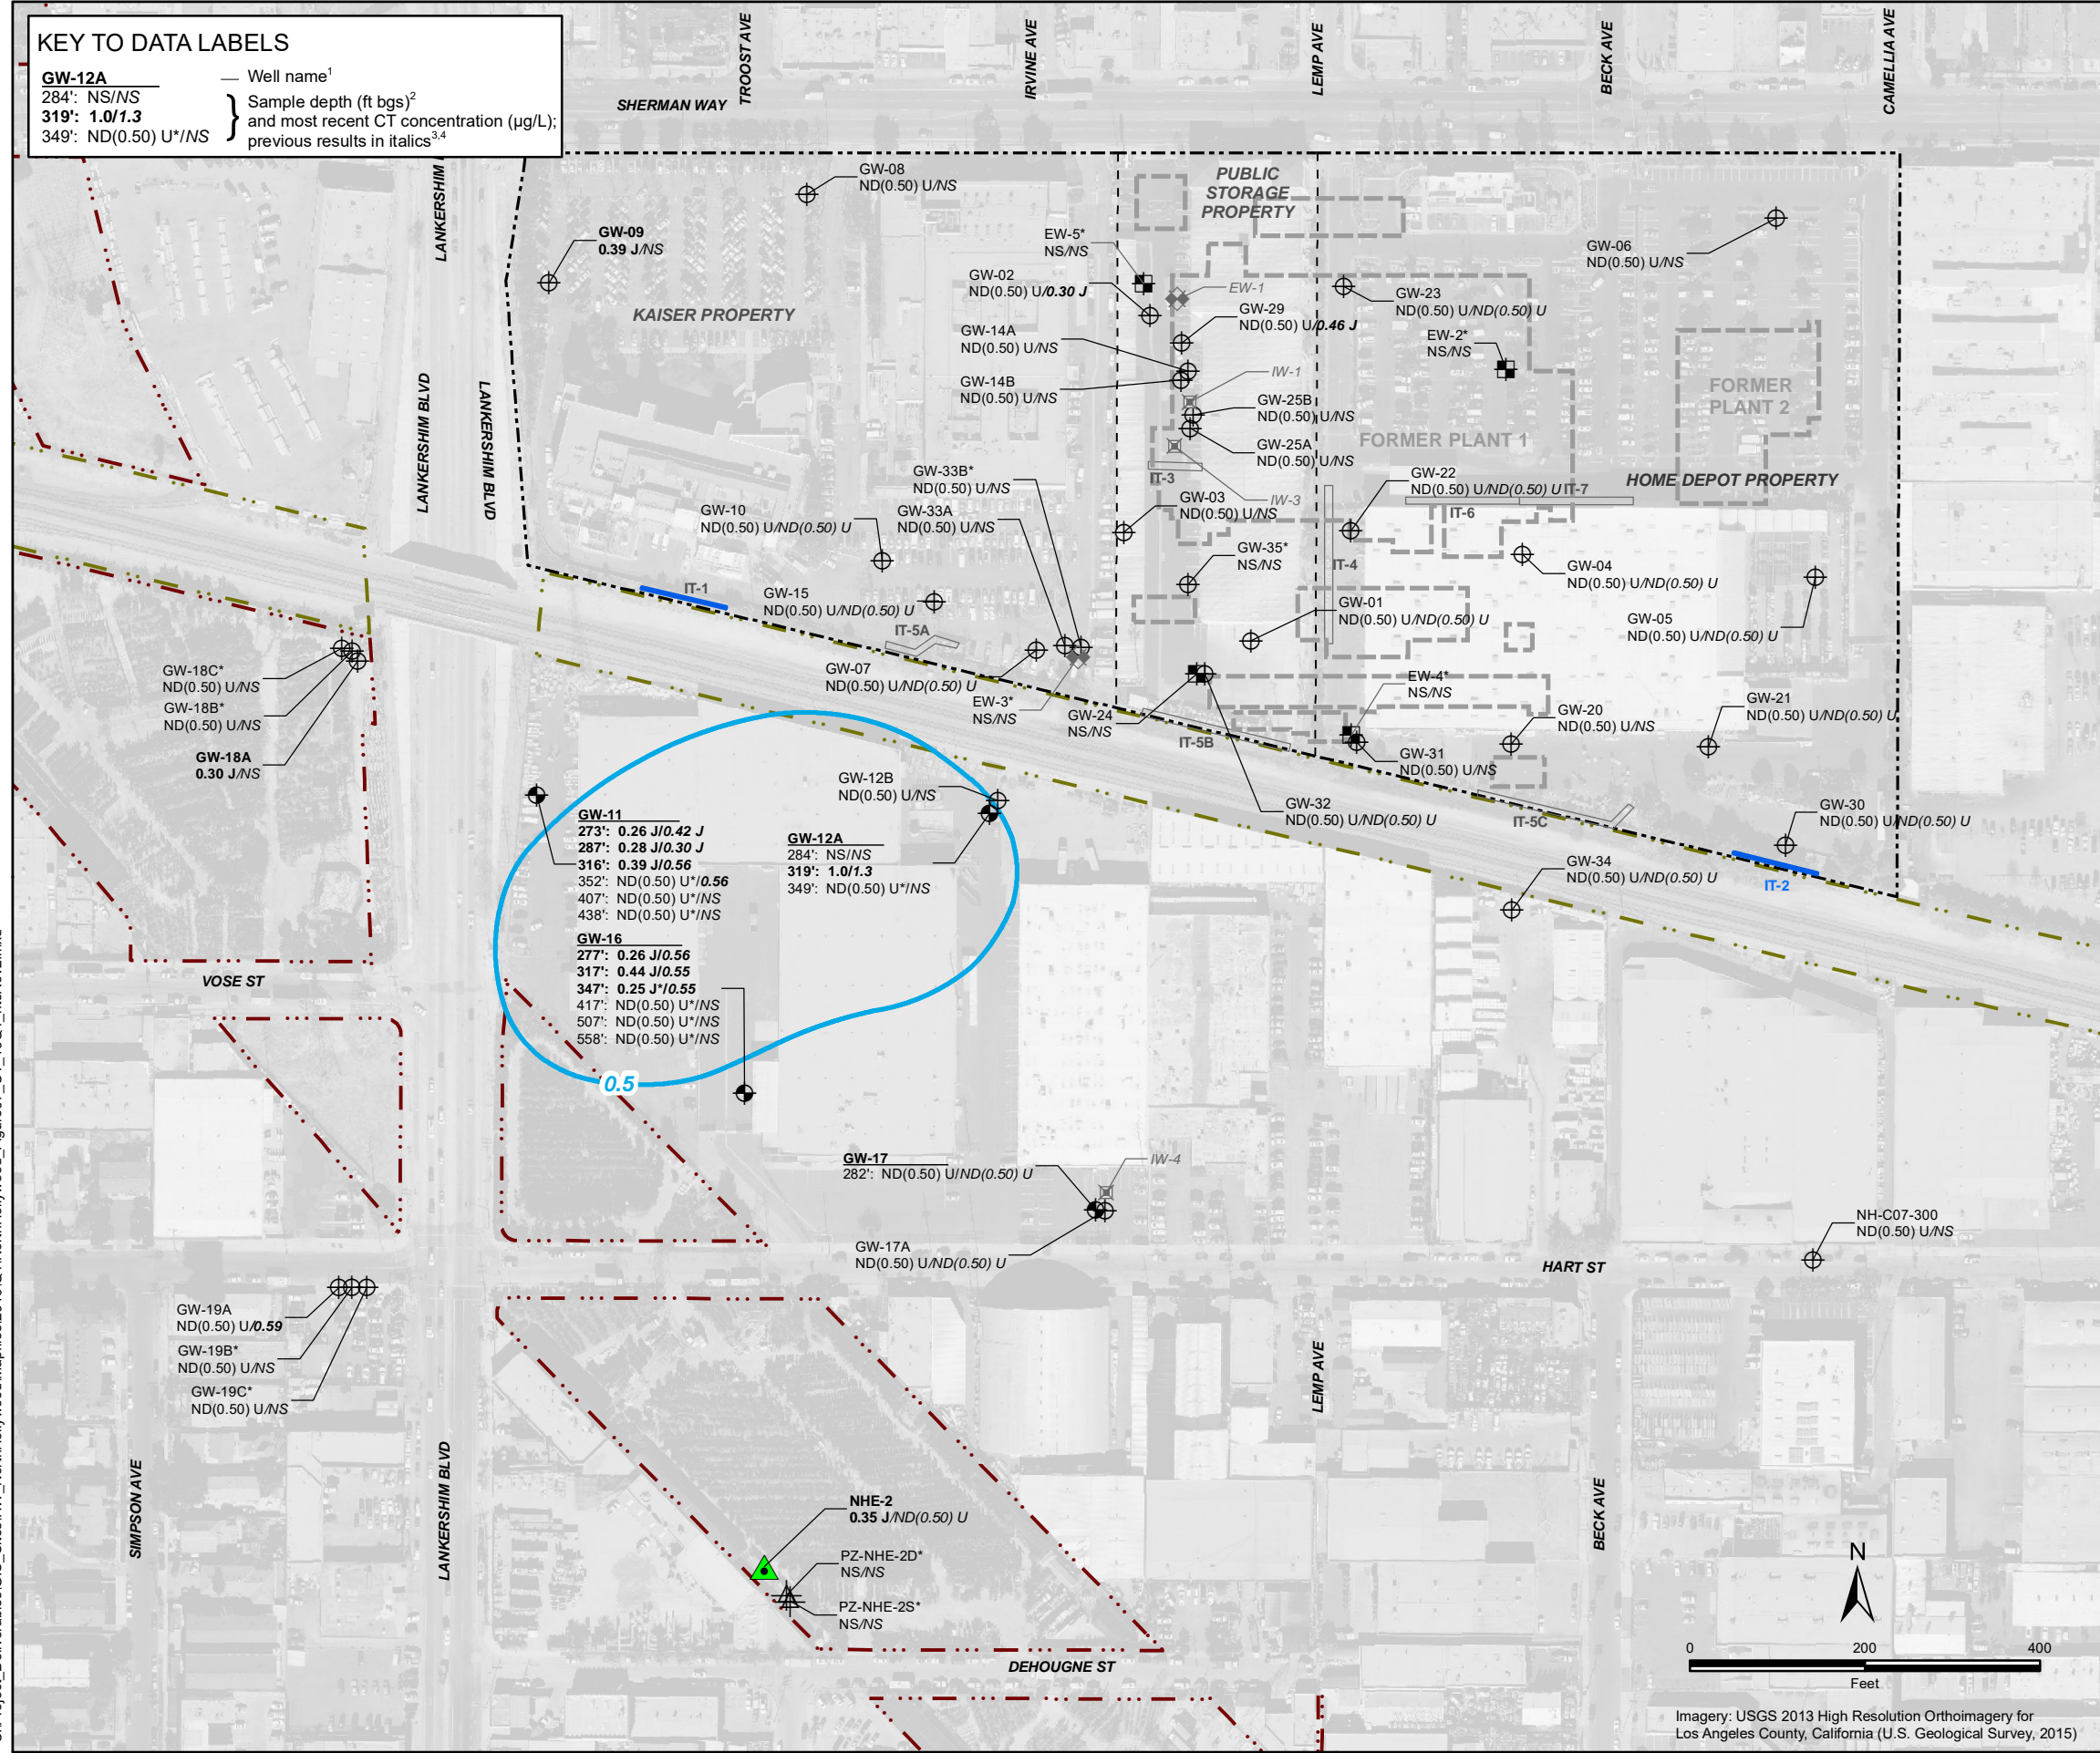 KEY TO DATA LABELS
GW-12A
284': NS/NS
319': 1.0/1.3
349': ND(0.50) U*/NS
Well name1
Sample depth (ft bgs)2
and most recent CT concentration (µg/L);
previous results in italics3,4
TROOST AVE
IRVINE AVE
LEMP AVE
BECK AVE
CAMELLIA AVE
SHERMAN WAY
LANKERSHIM
GW-08
ND(0.50) U/NS
GW-09
0.39 J/NS
KAISER PROPERTY
PUBLIC
STORAGE
PROPERTY
EW-5*
NS/NS
GW-02
ND(0.50) U/0.30 J
EW-1
GW-29
ND(0.50) U/0.46 J
GW-14A
ND(0.50) U/NS
GW-14B
ND(0.50) U/NS
IW-1
GW-25B
ND(0.50) U/NS
GW-25A
ND(0.50) U/NS
GW-06
ND(0.50) U/NS
GW-23
ND(0.50) U/ND(0.50) U
EW-2*
NS/NS
FORMER
PLANT 2
FORMER PLANT 1
HOME DEPOT PROPERTY
LANKERSHIM BLVD
LANKERSHIM BLVD
GW-33B*
ND(0.50) U/NS
GW-33A
ND(0.50) U/NS
GW-10
ND(0.50) U/ND(0.50) U
IT-3
IW-3
GW-03
ND(0.50) U/NS
GW-22
ND(0.50) U/ND(0.50) U
IT-7
IT-6
GW-35*
NS/NS
IT-4
GW-04
ND(0.50) U/ND(0.50) U
IT-1
GW-15
ND(0.50) U/ND(0.50) U
GW-01
ND(0.50) U/ND(0.50) U
GW-05
ND(0.50) U/ND(0.50) U
IT-5A
GW-07
ND(0.50) U/ND(0.50) U
EW-3*
NS/NS
GW-24
NS/NS
EW-4*
NS/NS
GW-18C*
ND(0.50) U/NS
GW-18B*
ND(0.50) U/NS
GW-18A
0.30 J/NS
GW-20
ND(0.50) U/NS
GW-21
ND(0.50) U/ND(0.50) U
IT-5B
GW-31
ND(0.50) U/NS
GW-12B
ND(0.50) U/NS
GW-32
ND(0.50) U/ND(0.50) U
IT-5C
GW-30
ND(0.50) U/ND(0.50) U
GW-11
273': 0.26 J/0.42 J
287': 0.28 J/0.30 J
316': 0.39 J/0.56
352': ND(0.50) U*/0.56
407': ND(0.50) U*/NS
438': ND(0.50) U*/NS
GW-12A
284': NS/NS
319': 1.0/1.3
349': ND(0.50) U*/NS
GW-34
ND(0.50) U/ND(0.50) U
IT-2
GW-16
277': 0.26 J/0.56
317': 0.44 J/0.55
347': 0.25 J*/0.55
417': ND(0.50) U*/NS
507': ND(0.50) U*/NS
558': ND(0.50) U*/NS
VOSE ST
0.5
GW-17
282': ND(0.50) U/ND(0.50) U
IW-4
GW-17A
ND(0.50) U/ND(0.50) U
NH-C07-300
ND(0.50) U/NS
HART ST
GW-19A
ND(0.50) U/0.59
GW-19B*
ND(0.50) U/NS
GW-19C*
ND(0.50) U/NS
SIMPSON AVE
LANKERSHIM BLVD
LEMP AVE
BECK AVE
NHE-2
0.35 J/ND(0.50) U
PZ-NHE-2D*
NS/NS
PZ-NHE-2S*
NS/NS
DEHOUGNE ST
N
0 200 400
Feet
Imagery: USGS 2013 High Resolution Orthoimagery for
Los Angeles County, California (U.S. Geological Survey, 2015)